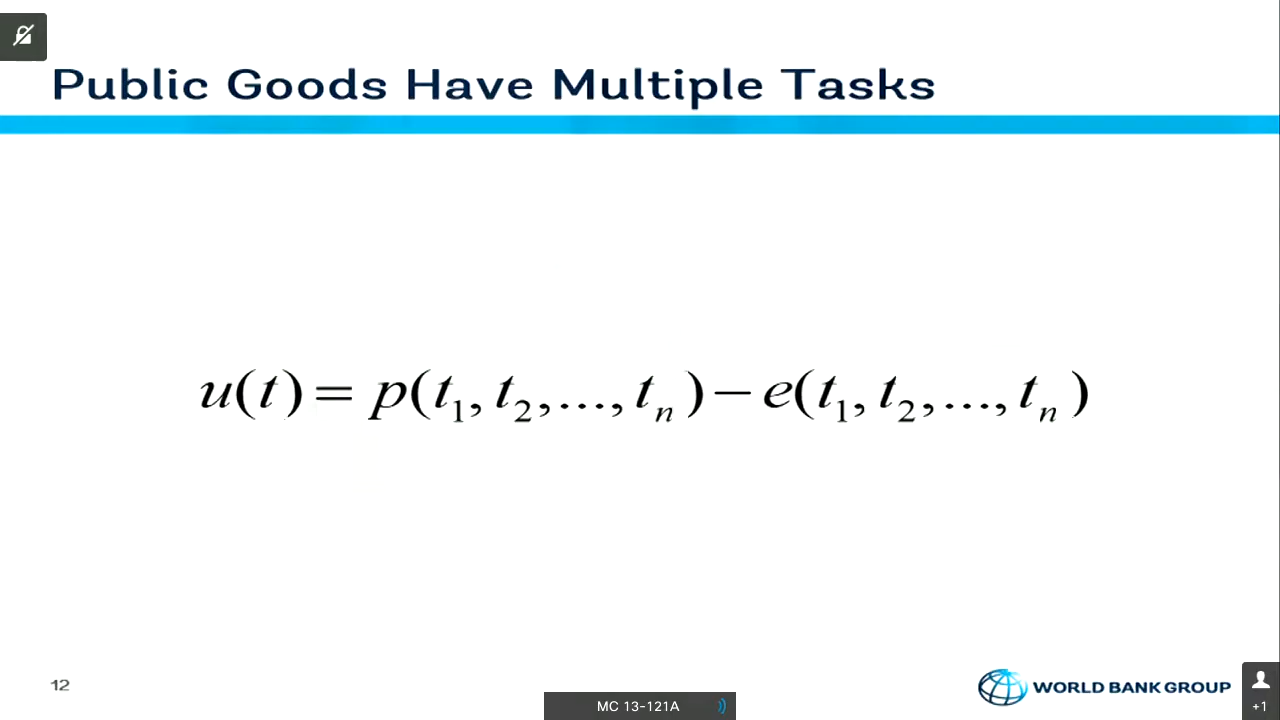 Public Goods Have Multiple Tasks
u(t) = p(t₁, t₂,..., tₙ) − e(t₁, t₂,..., tₙ)
12
WORLD BANK GROUP
MC 13-121A
+1